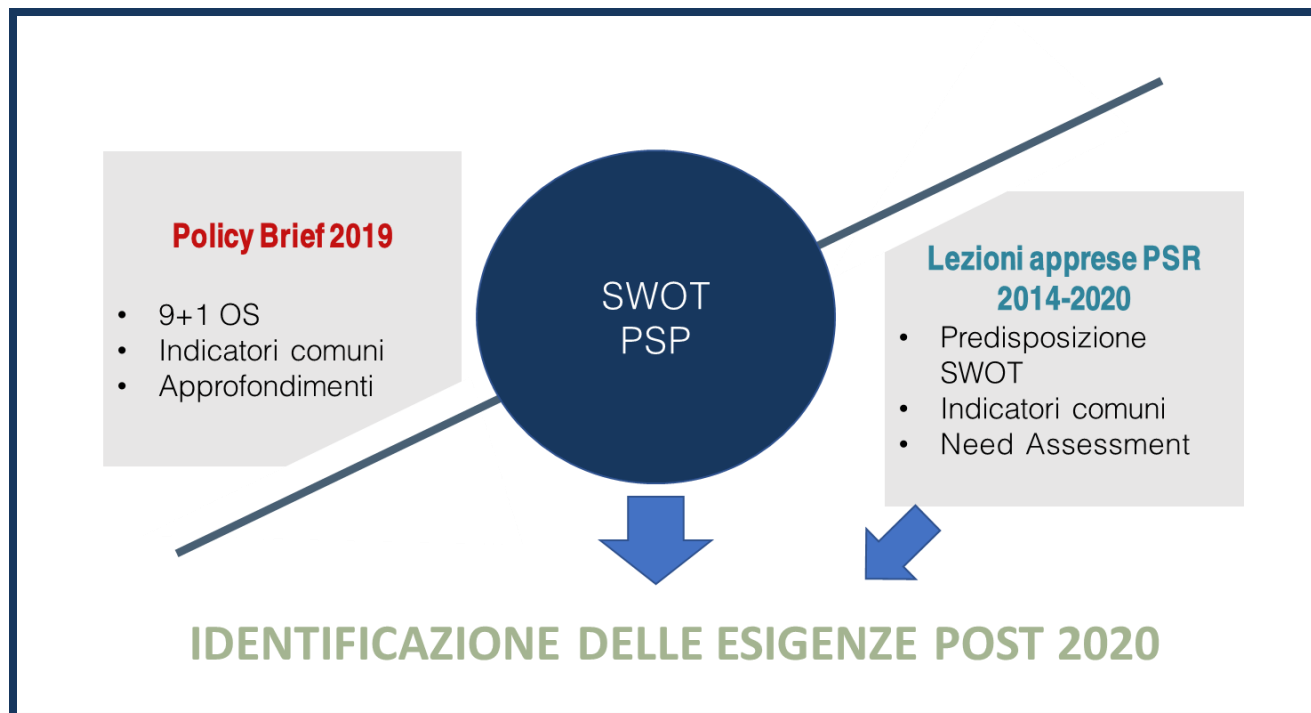 Policy Brief 2019
• 9+1 OS
• Indicatori comuni
• Approfondimenti
SWOT
PSP
Lezioni apprese PSR
2014-2020
• Predisposizione
SWOT
• Indicatori comuni
• Need Assessment
IDENTIFICAZIONE DELLE ESIGENZE POST 2020